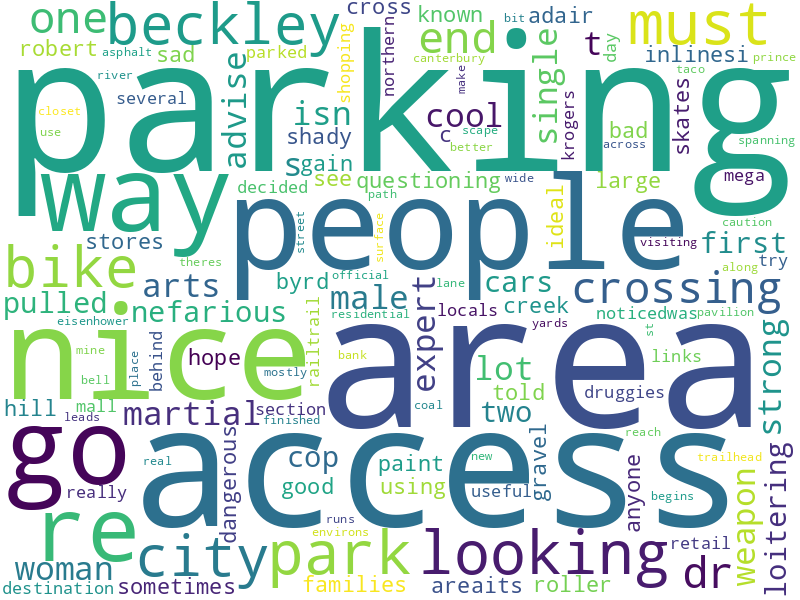 one beckley cross known bit adair must
robert asphalt sad parked end canterbury t day inlinesi prince
parking
river northern make taco
closet several advise shopping isn cool single krogers skates bad spanning
use shady c scape better across
s gain see questioning wide large mega
way decided path ideal
people
stores street surface visiting caution first
bike theres arts byrd official lane cars crossing along try
pulled nefarious male residential locals creek noticedwas pavilion
eisenhower railtrail expert yards st
nice area
mine place behind hope bank lot links strong
bell mostly told druggies
hill mall martial section coal two reach
leads finished
go access
really dangerous real cop paint new gravel anyone trailhead
good using useful begins weapon loitering
re runs
woman city environs park looking dr retail
destination sometimes families areaits roller